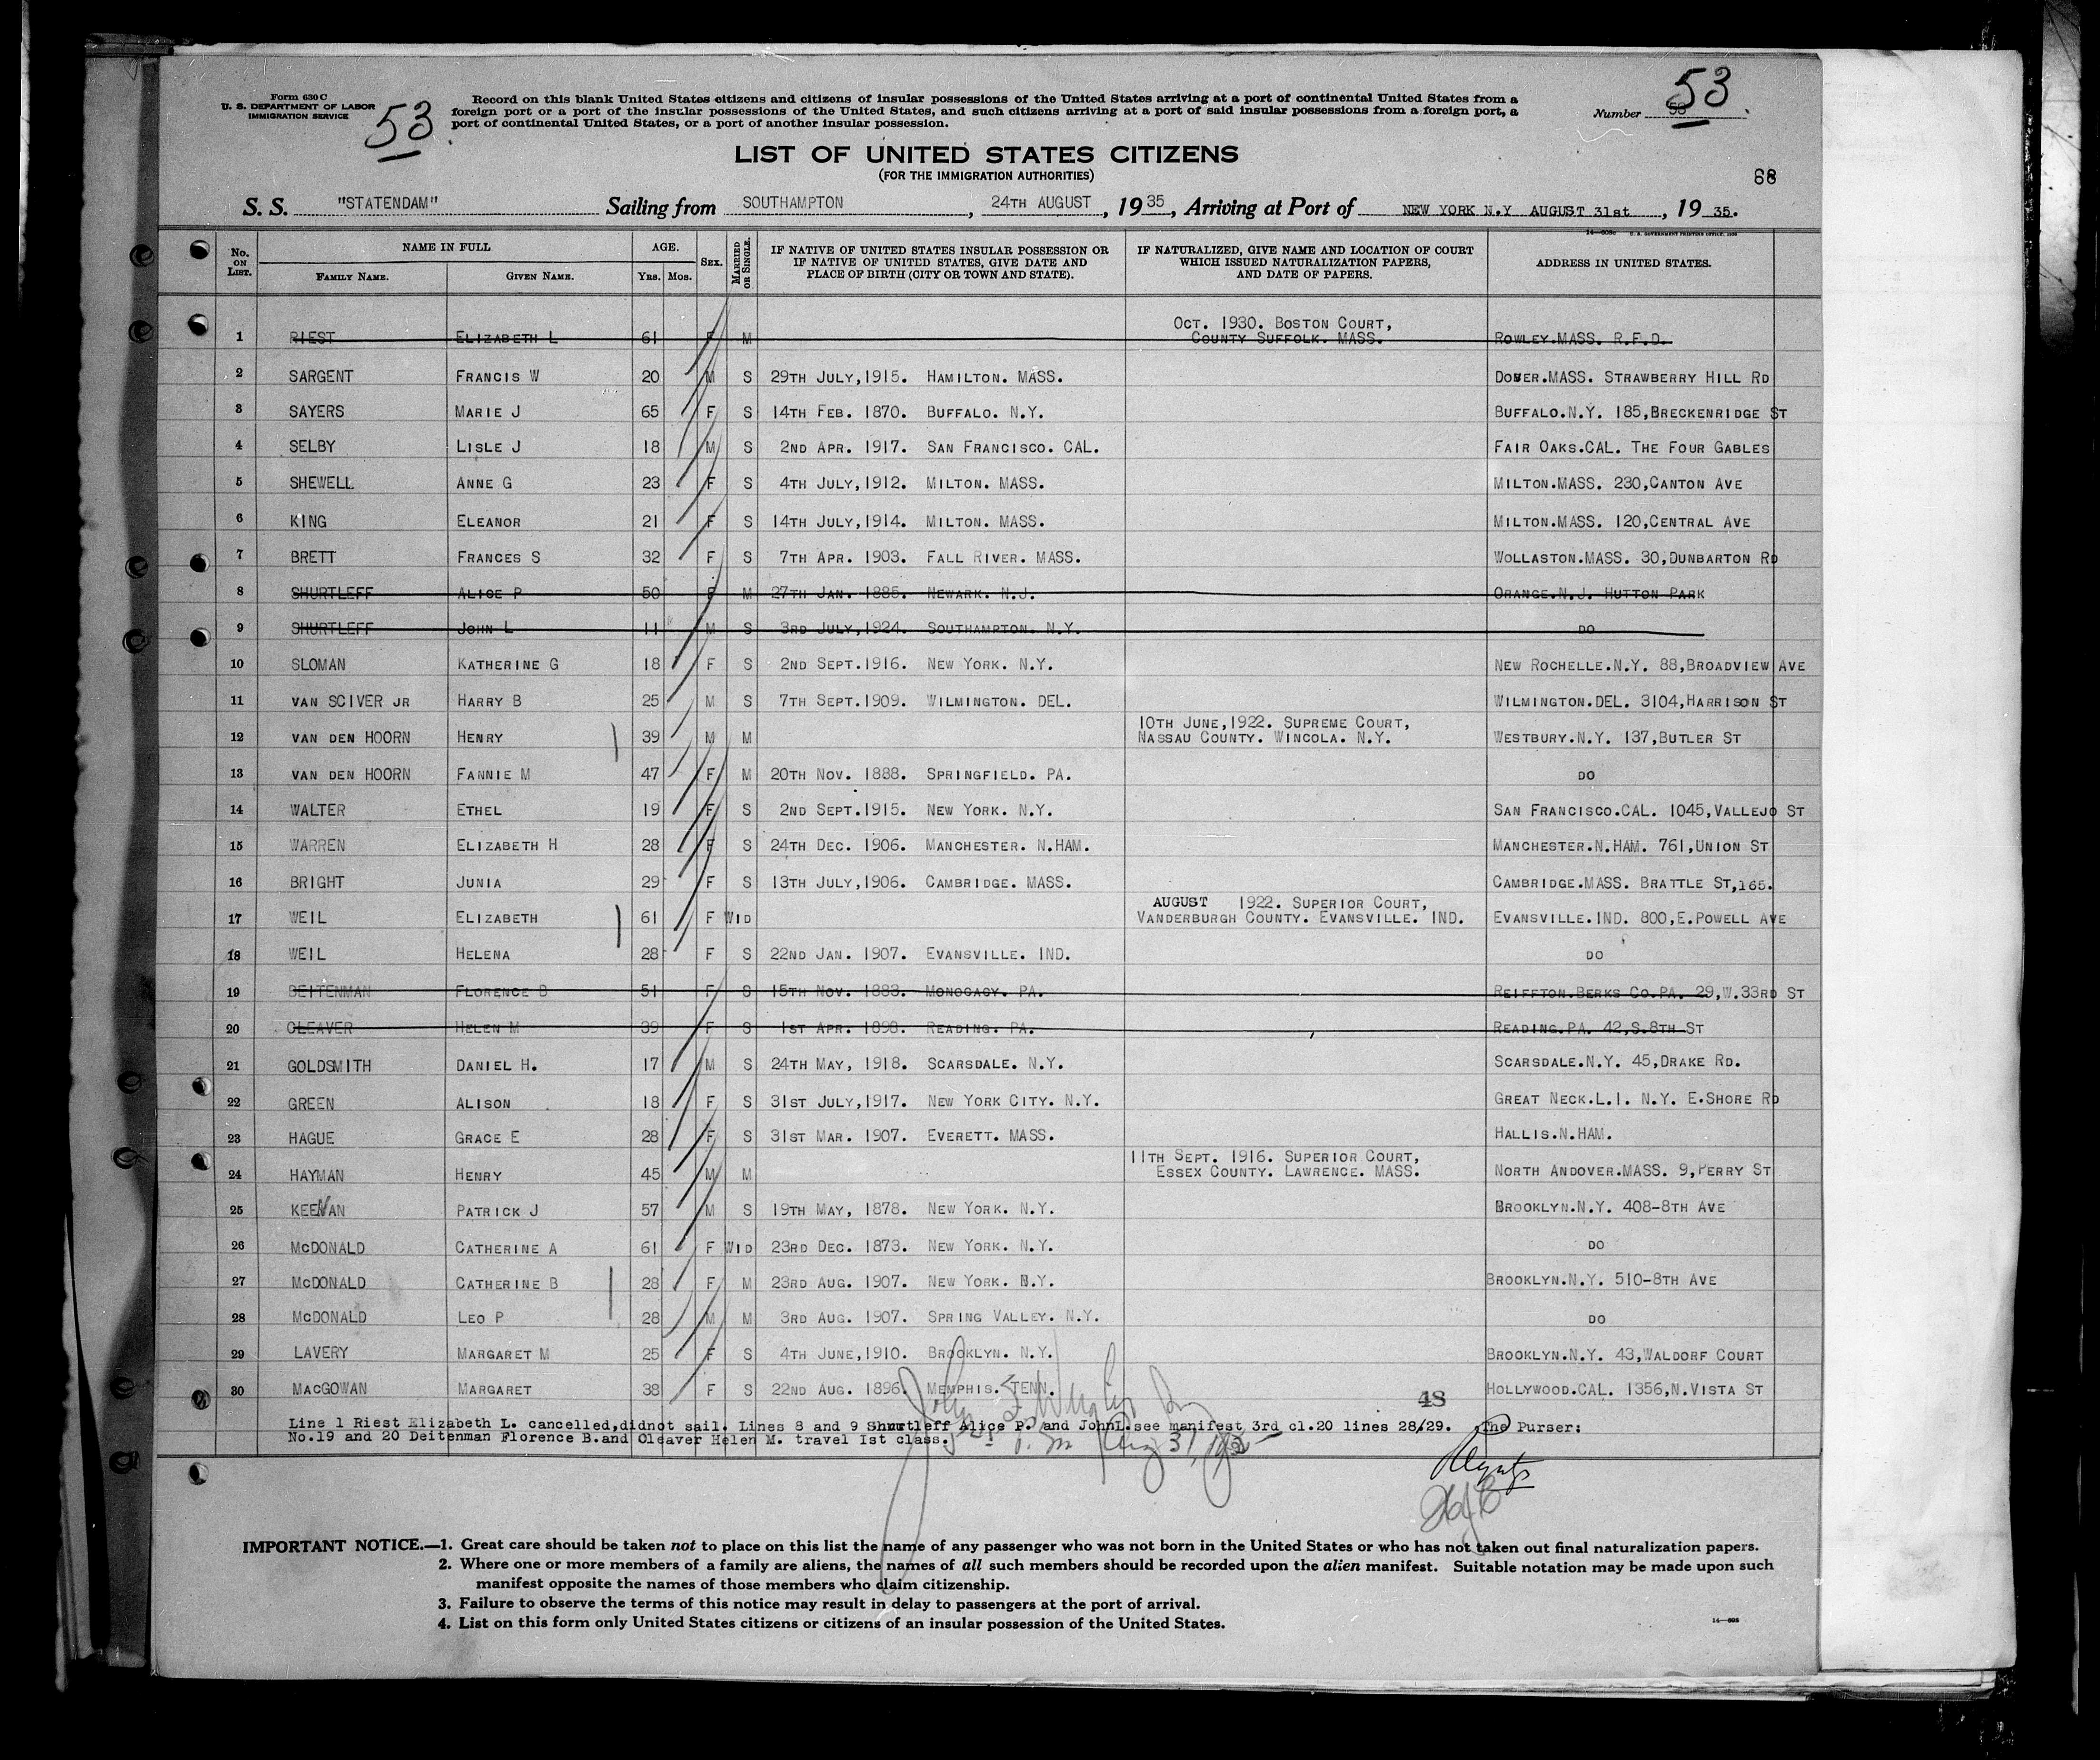 Form 630 C
U. S. DEPARTMENT OF LABOR
IMMIGRATION SERVICE
53
Record on this blank United States citizens and citizens of insular possessions of the United States arriving at a port of continental United States from a
foreign port or a port of the insular possessions of the United States, and such citizens arriving at a port of said insular possessions from a foreign port, a
port of continental United States, or a port of another insular possession.
Number 53
LIST OF UNITED STATES CITIZENS
(FOR THE IMMIGRATION AUTHORITIES)
68
S. S. "STATENDAM" Sailing from SOUTHAMPTON, 24TH AUGUST, 1935, Arriving at Port of NEW YORK N.Y AUGUST 31st, 1935.
No. ON LIST. NAME IN FULL FAMILY NAME. GIVEN NAME. AGE. Yrs. Mos. SEX. MARRIED OR SINGLE. IF NATIVE OF UNITED STATES INSULAR POSSESSION OR IF NATIVE OF UNITED STATES, GIVE DATE AND PLACE OF BIRTH (CITY OR TOWN AND STATE). IF NATURALIZED, GIVE NAME AND LOCATION OF COURT WHICH ISSUED NATURALIZATION PAPERS, AND DATE OF PAPERS. ADDRESS IN UNITED STATES.
1 RIEST ELIZABETH L 61 F M OCT. 1930. BOSTON COURT, COUNTY SUFFOLK. MASS. ROWLEY.MASS. R.F.D.
2 SARGENT FRANCIS W 20 M S 29TH JULY,1915. HAMILTON. MASS. DOVER.MASS. STRAWBERRY HILL RD
3 SAYERS MARIE J 65 F S 14TH FEB. 1870. BUFFALO. N.Y. BUFFALO.N.Y. 185,BRECKENRIDGE ST
4 SELBY LISLE J 18 M S 2ND APR. 1917. SAN FRANCISCO. CAL. FAIR OAKS.CAL. THE FOUR GABLES
5 SHEWELL ANNE G 23 F S 4TH JULY,1912. MILTON. MASS. MILTON.MASS. 230,CANTON AVE
6 KING ELEANOR 21 F S 14TH JULY,1914. MILTON. MASS. MILTON.MASS. 120,CENTRAL AVE
7 BRETT FRANCES S 32 F S 7TH APR. 1903. FALL RIVER. MASS. WOLLASTON.MASS. 30,DUNBARTON RD
8 SHURTLEFF ALICE P 50 F M 27TH JAN. 1885. NEWARK. N.J. ORANGE.N.J. HUTTON PARK
9 SHURTLEFF JOHN L 11 M S 3RD JULY,1924. SOUTHAMPTON. N.Y. DO
10 SLOMAN KATHERINE G 18 F S 2ND SEPT.1916. NEW YORK. N.Y. NEW ROCHELLE.N.Y. 88,BROADVIEW AVE
11 VAN SCIVER JR HARRY B 25 M S 7TH SEPT.1909. WILMINGTON. DEL. WILMINGTON.DEL. 3104,HARRISON ST
12 VAN DEN HOORN HENRY 39 M M 10TH JUNE,1922. SUPREME COURT, NASSAU COUNTY. WINCOLA. N.Y. WESTBURY.N.Y. 137,BUTLER ST
13 VAN DEN HOORN FANNIE M 47 F M 20TH NOV. 1888. SPRINGFIELD. PA. DO
14 WALTER ETHEL 19 F S 2ND SEPT.1915. NEW YORK. N.Y. SAN FRANCISCO.CAL. 1045,VALLEJO ST
15 WARREN ELIZABETH H 28 F S 24TH DEC. 1906. MANCHESTER. N.HAM. MANCHESTER.N.HAM. 761,UNION ST
16 BRIGHT JUNIA 29 F S 13TH JULY,1906. CAMBRIDGE. MASS. CAMBRIDGE.MASS. BRATTLE ST,165.
17 WEIL ELIZABETH 61 F WID AUGUST 1922. SUPERIOR COURT, VANDERBURGH COUNTY. EVANSVILLE. IND. EVANSVILLE.IND. 800,E.POWELL AVE
18 WEIL HELENA 28 F S 22ND JAN. 1907. EVANSVILLE. IND. DO
19 DEITENMAN FLORENCE B 51 F S 15TH NOV. 1883. MONOCACY. PA. REIFFTON.BERKS CO.PA. 29,W.33RD ST
20 CLEAVER HELEN M 39 F S 1ST APR. 1898. READING. PA. READING.PA. 42,S.8TH ST
21 GOLDSMITH DANIEL H. 17 M S 24TH MAY, 1918. SCARSDALE. N.Y. SCARSDALE.N.Y. 45,DRAKE RD.
22 GREEN ALISON 18 F S 31ST JULY,1917. NEW YORK CITY. N.Y. GREAT NECK.L.I. N.Y. E.SHORE RD
23 HAGUE GRACE E 28 F S 31ST MAR. 1907. EVERETT. MASS. HALLIS.N.HAM.
24 HAYMAN HENRY 45 M M 11TH SEPT. 1916. SUPERIOR COURT, ESSEX COUNTY. LAWRENCE. MASS. NORTH ANDOVER.MASS. 9,PERRY ST
25 KEENAN PATRICK J 57 M S 19TH MAY, 1878. NEW YORK. N.Y. BROOKLYN.N.Y. 408-8TH AVE
26 McDONALD CATHERINE A 61 F WID 23RD DEC. 1873. NEW YORK. N.Y. DO
27 McDONALD CATHERINE B 28 F M 23RD AUG. 1907. NEW YORK. N.Y. BROOKLYN.N.Y. 510-8TH AVE
28 McDONALD LEO P 28 M M 3RD AUG. 1907. SPRING VALLEY. N.Y. DO
29 LAVERY MARGARET M 25 F S 4TH JUNE,1910. BROOKLYN. N.Y. BROOKLYN.N.Y. 43,WALDORF COURT
30 MacGOWAN MARGARET 38 F S 22ND AUG. 1896. MEMPHIS. TENN. HOLLYWOOD.CAL. 1356,N.VISTA ST
48
Line 1 Riest Elizabeth L. cancelled,didnot sail. Lines 8 and 9 Shurtleff Alice P. and JohnL.see manifest 3rd cl.20 lines 28/29. The Purser:
No.19 and 20 Deitenman Florence B.and Cleaver Helen M. travel Ist class.
Aug 31, 1935
IMPORTANT NOTICE.—1. Great care should be taken not to place on this list the name of any passenger who was not born in the United States or who has not taken out final naturalization papers.
2. Where one or more members of a family are aliens, the names of all such members should be recorded upon the alien manifest. Suitable notation may be made upon such
manifest opposite the names of those members who claim citizenship.
3. Failure to observe the terms of this notice may result in delay to passengers at the port of arrival.
4. List on this form only United States citizens or citizens of an insular possession of the United States.